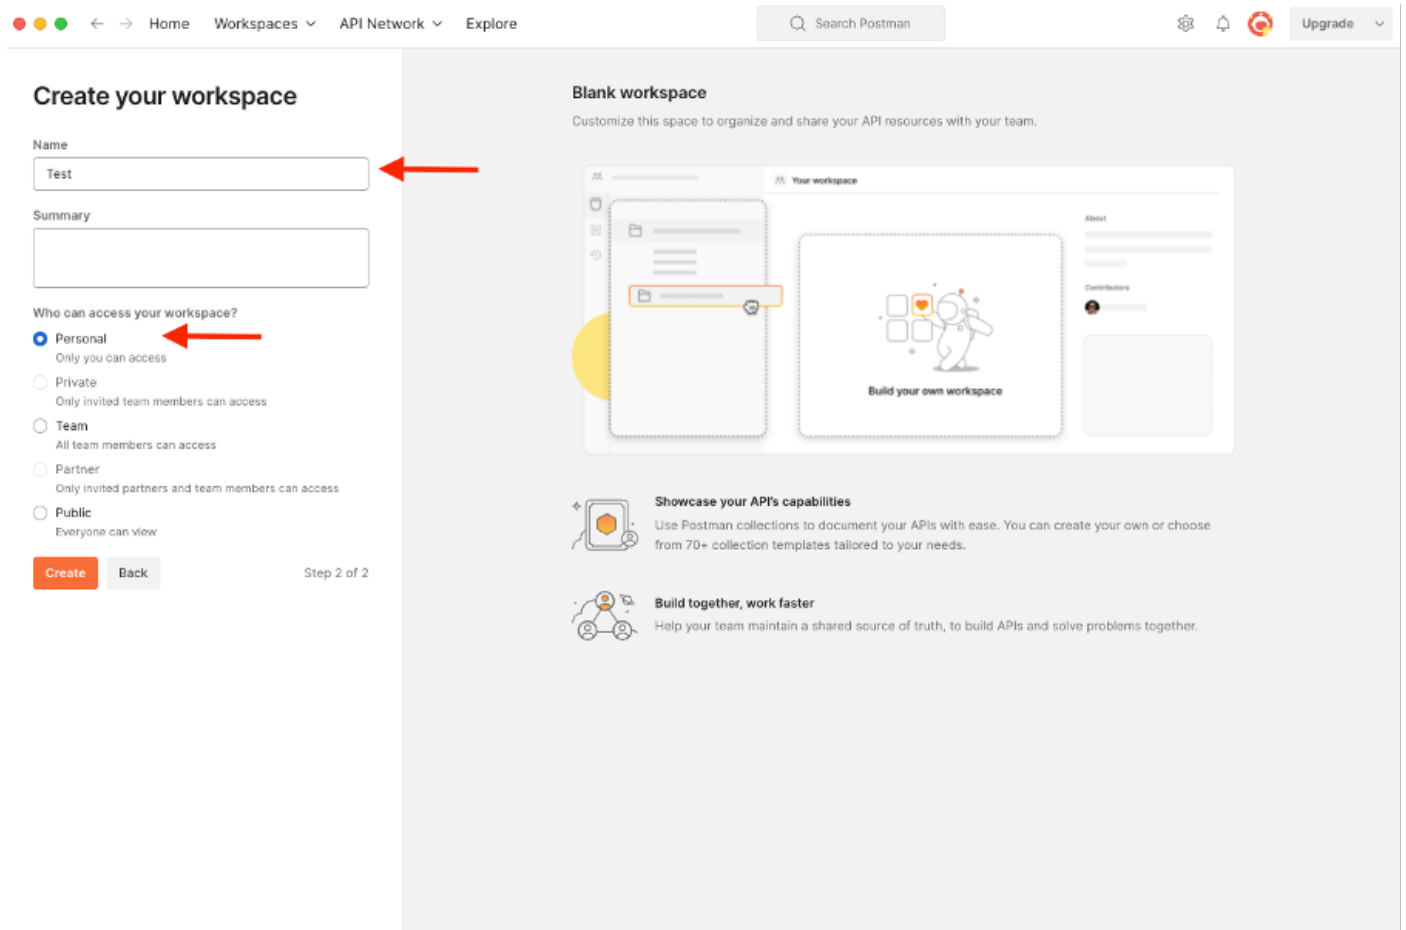 Home Workspaces API Network Explore Search Postman Upgrade
Create your workspace
Name
Test
Summary
Who can access your workspace?
Personal
Only you can access
Private
Only invited team members can access
Team
All team members can access
Partner
Only invited partners and team members can access
Public
Everyone can view
Create Back Step 2 of 2
Blank workspace
Customize this space to organize and share your API resources with your team.
Your workspace
About
Contributors
Build your own workspace
Showcase your API's capabilities
Use Postman collections to document your APIs with ease. You can create your own or choose
from 70+ collection templates tailored to your needs.
Build together, work faster
Help your team maintain a shared source of truth, to build APIs and solve problems together.